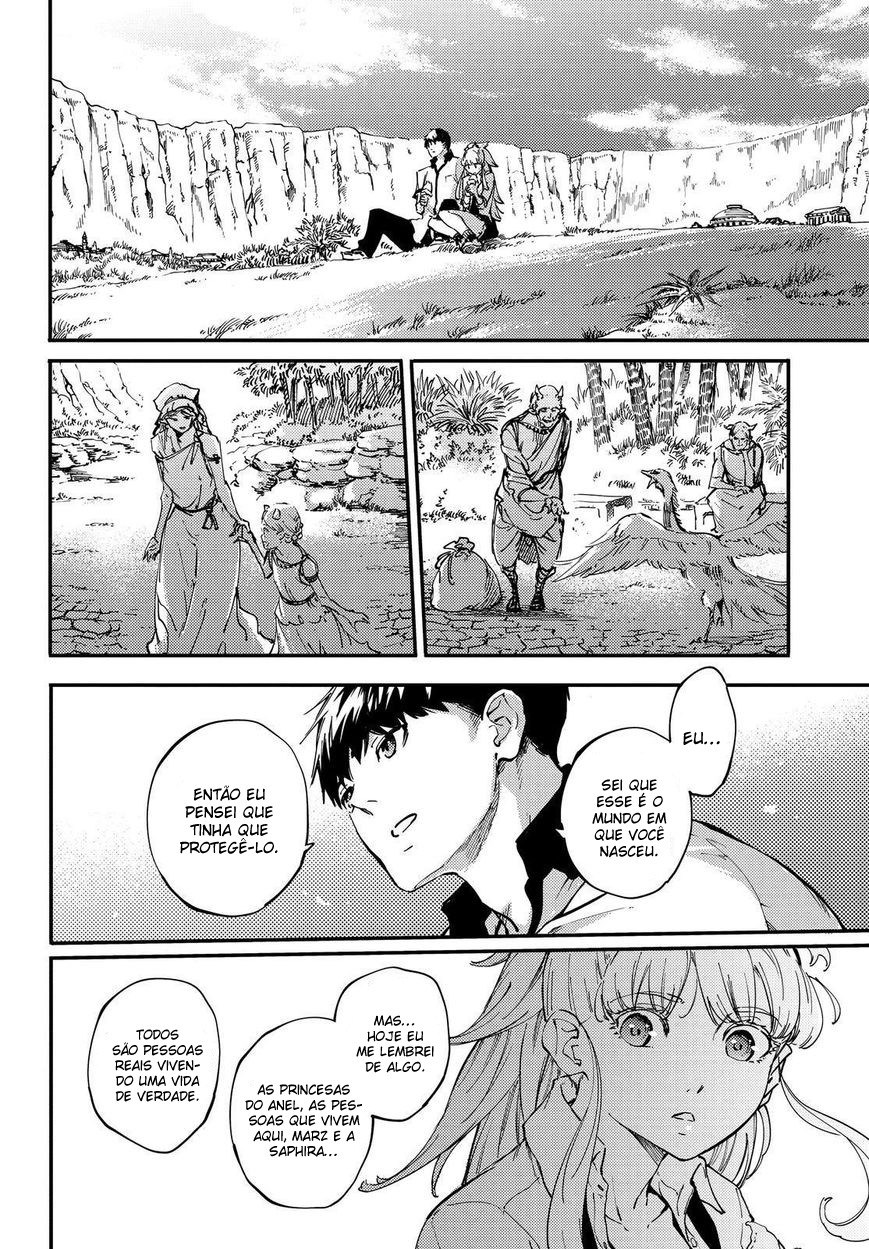 EU...
SEI QUE
ESSE É O
MUNDO EM
QUE VOCÊ
NASCEU.
ENTÃO EU
PENSEI QUE
TINHA QUE
PROTEGÊ-LO.
MAS...
HOJE EU
ME LEMBREI
DE ALGO.
AS PRINCESAS
DO ANEL, AS PES-
SOAS QUE VIVEM
AQUI, MARZ E A
SAPHIRA...
TODOS
SÃO PESSOAS
REAIS VIVEN-
DO UMA VIDA
DE VERDADE.